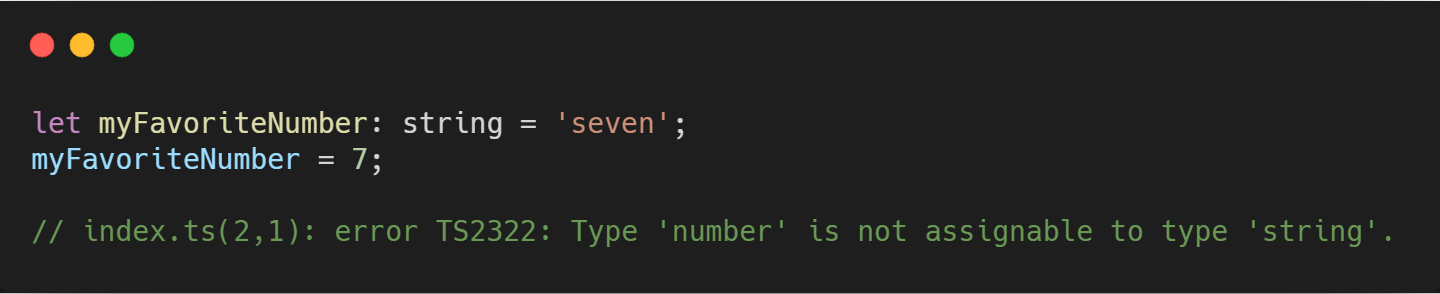 let myFavoriteNumber: string = 'seven';
myFavoriteNumber = 7;
// index.ts(2,1): error TS2322: Type 'number' is not assignable to type 'string'.